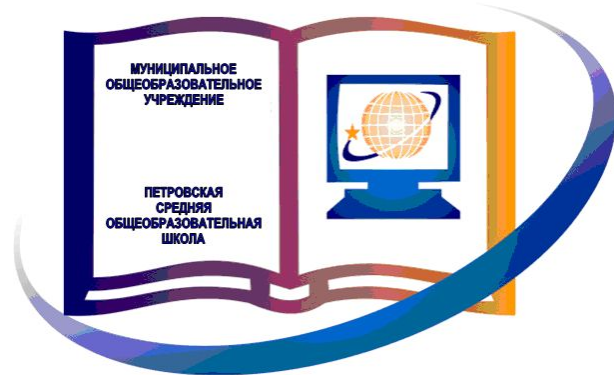 МУНИЦИПАЛЬНОЕ
ОБЩЕОБРАЗОВАТЕЛЬНОЕ
УЧРЕЖДЕНИЕ
ПЕТРОВСКАЯ
СРЕДНЯЯ
ОБЩЕОБРАЗОВАТЕЛЬНАЯ
ШКОЛА